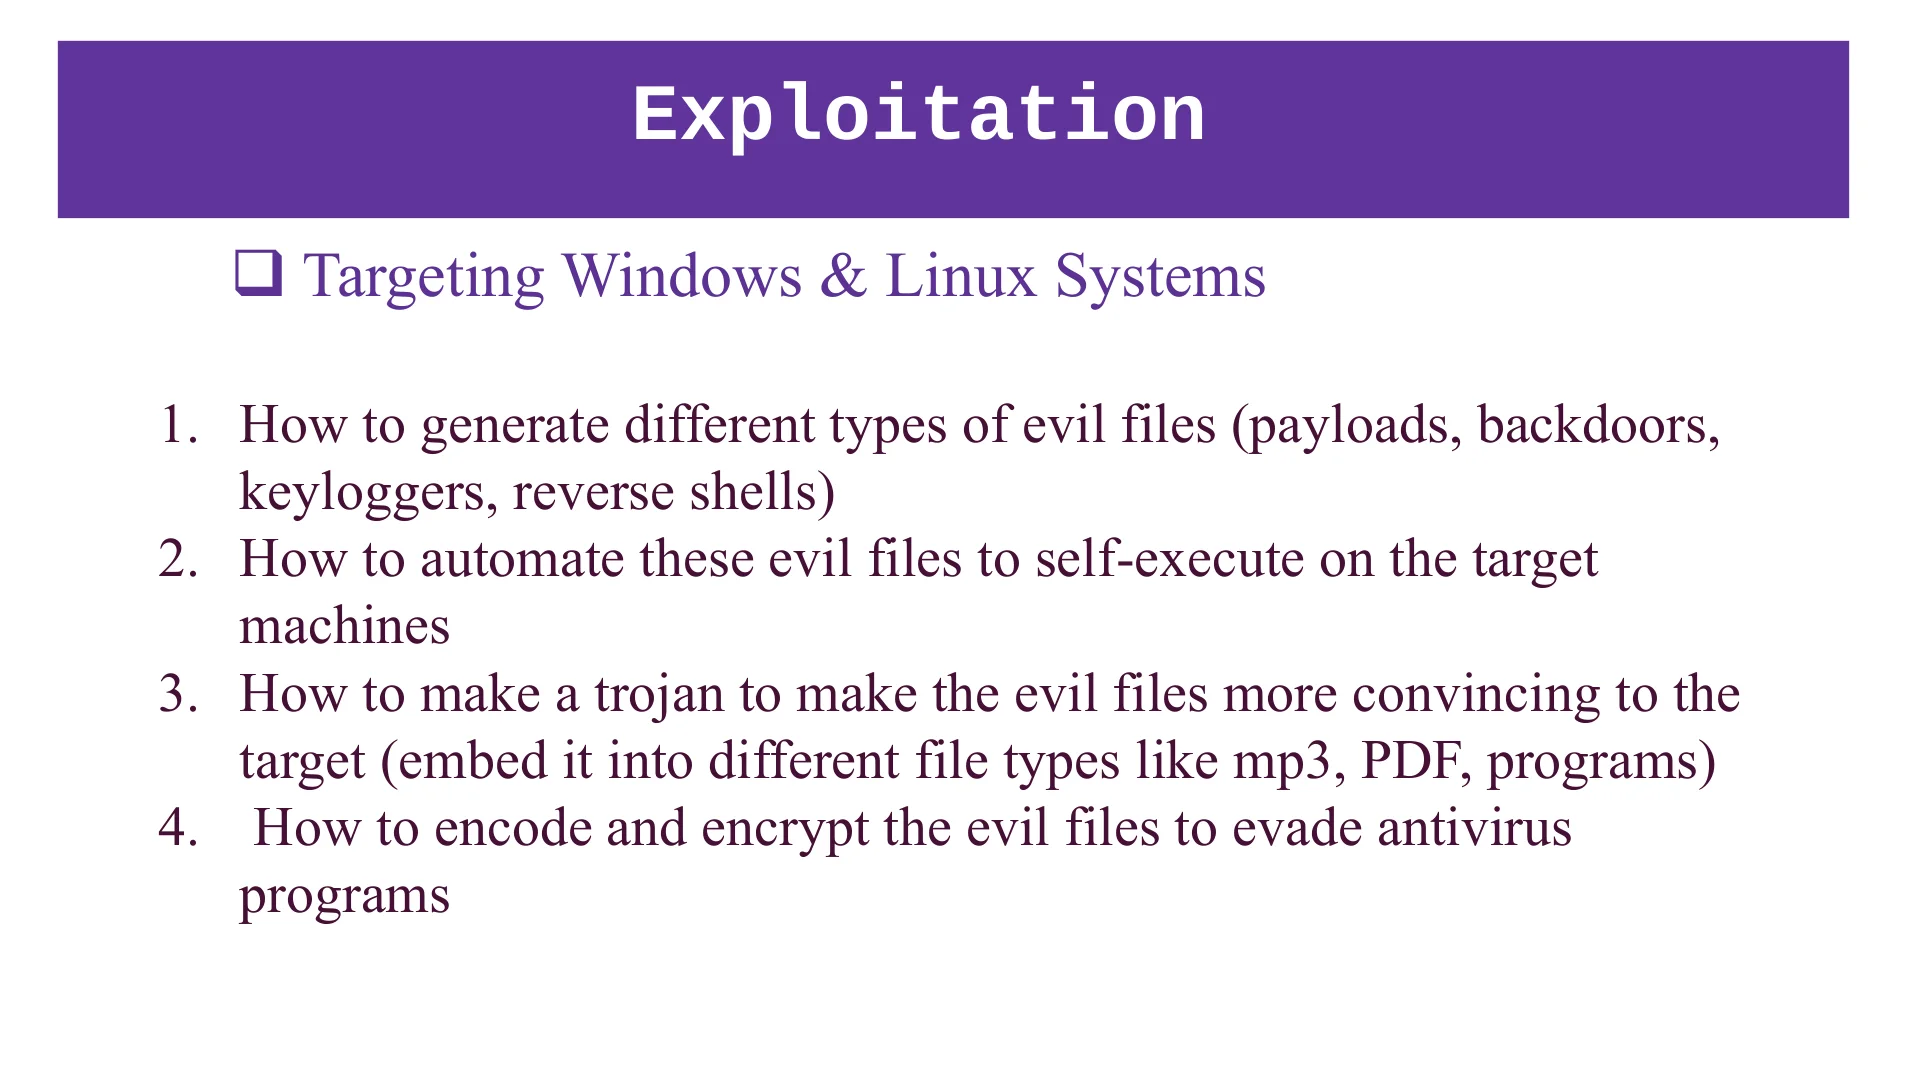 Exploitation
❑ Targeting Windows & Linux Systems
1. How to generate different types of evil files (payloads, backdoors,
keyloggers, reverse shells)
2. How to automate these evil files to self-execute on the target
machines
3. How to make a trojan to make the evil files more convincing to the
target (embed it into different file types like mp3, PDF, programs)
4. How to encode and encrypt the evil files to evade antivirus
programs